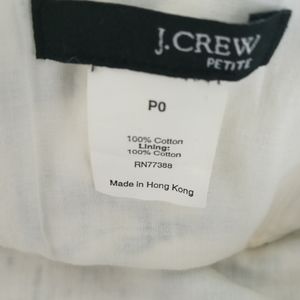 J.CREW
PETITE
P0
100% Cotton
Lining:
100% Cotton
RN77388
Made in Hong Kong